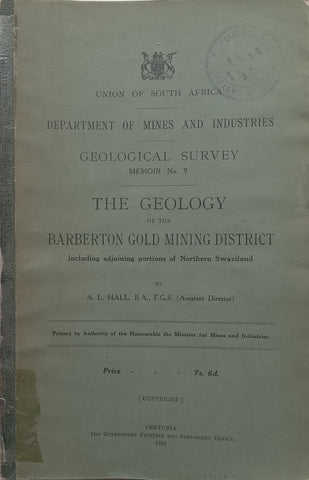 UNION OF SOUTH AFRICA
DEPARTMENT OF MINES AND INDUSTRIES
GEOLOGICAL SURVEY
MEMOIR No. 9
THE GEOLOGY
OF THE
BARBERTON GOLD MINING DISTRICT
Including adjoining portions of Northern Swaziland
BY
A. L. HALL, B.A., F.G.S. (Assistant Director)
Printed by Authority of the Honourable the Minister for Mines and Industries.
Price - - - 7s. 6d.
[COPYRIGHT]
PRETORIA
THE GOVERNMENT PRINTING AND STATIONERY OFFICE